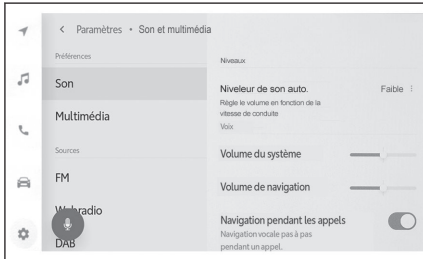 < Paramètres • Son et multimédia
Préférences
Son
Multimédia
Sources
FM
Webradio
DAB
Niveaux
Niveleur de son auto.
Faible
Règle le volume en fonction de la
vitesse de conduite
Voix
Volume du système
Volume de navigation
Navigation pendant les appels
Navigation vocale pas à pas
pendant un appel.